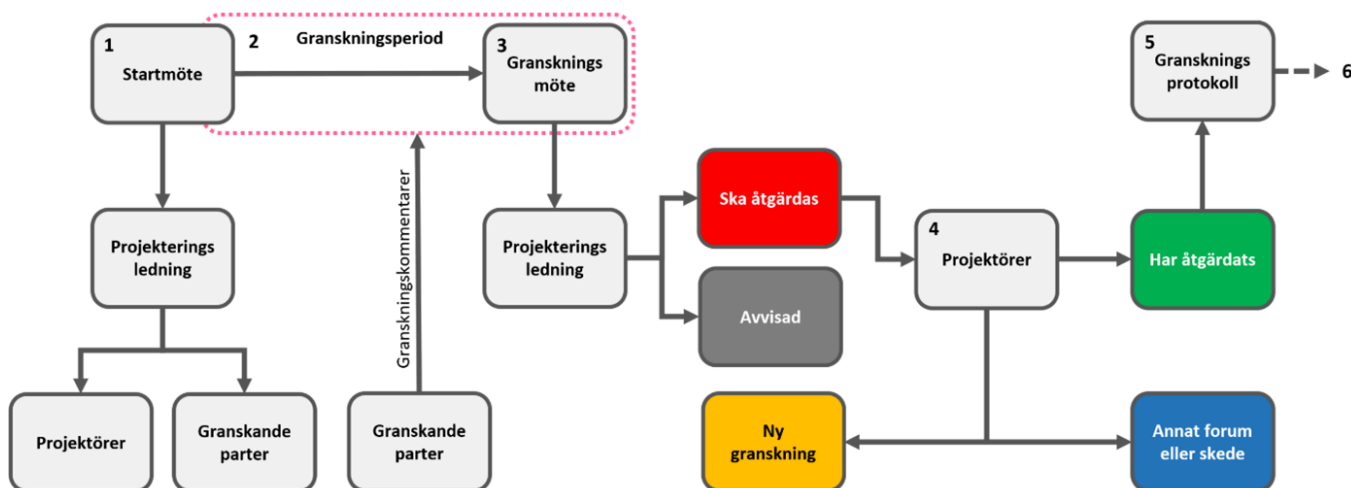 1
Startmöte
2
Granskningsperiod
3
Gransknings
möte
5
Gransknings
protokoll
6
Granskningskommentarer
Projekterings
ledning
Projekterings
ledning
Ska åtgärdas
4
Projektörer
Har åtgärdats
Avvisad
Projektörer
Granskande
parter
Granskande
parter
Ny
granskning
Annat forum
eller skede